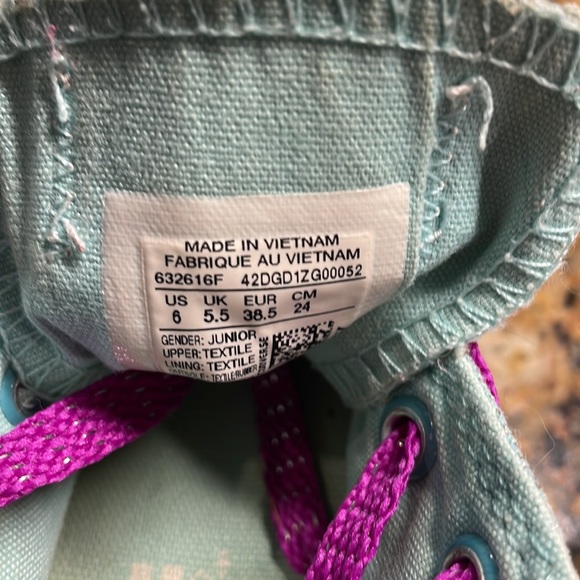 MADE IN VIETNAM
FABRIQUE AU VIETNAM
632616F 42DGD1ZG00052
US UK EUR CM
6 5.5 38.5 24
GENDER: JUNIOR
UPPER: TEXTILE
LINING: TEXTILE